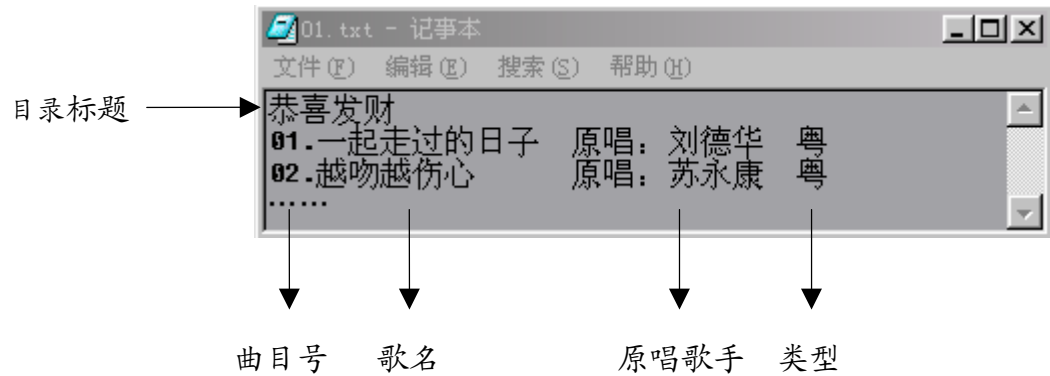 01.txt - 记事本
文件(F) 编辑(E) 搜索(S) 帮助(H)
目录标题
恭喜发财
01.一起走过的日子 原唱：刘德华 粤
02.越吻越伤心 原唱：苏永康 粤
......
曲目号 歌名 原唱歌手 类型